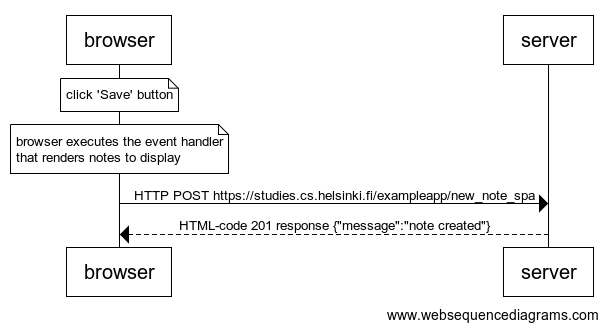 browser
server
click 'Save' button
browser executes the event handler
that renders notes to display
HTTP POST https://studies.cs.helsinki.fi/exampleapp/new_note_spa
HTML-code 201 response {"message":"note created"}
browser
server
www.websequencediagrams.com